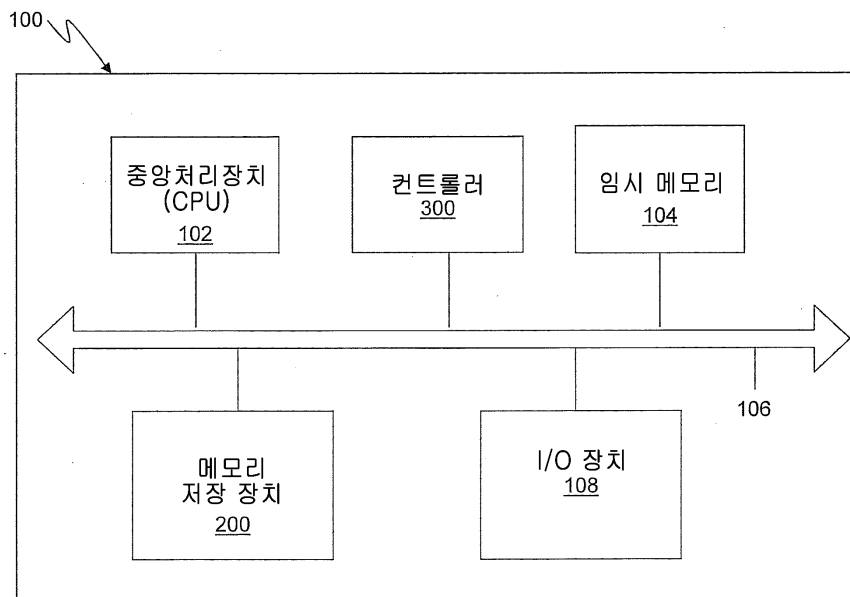 100
중앙처리장치
(CPU)
102
컨트롤러
300
임시 메모리
104
106
메모리
저장 장치
200
I/O 장치
108